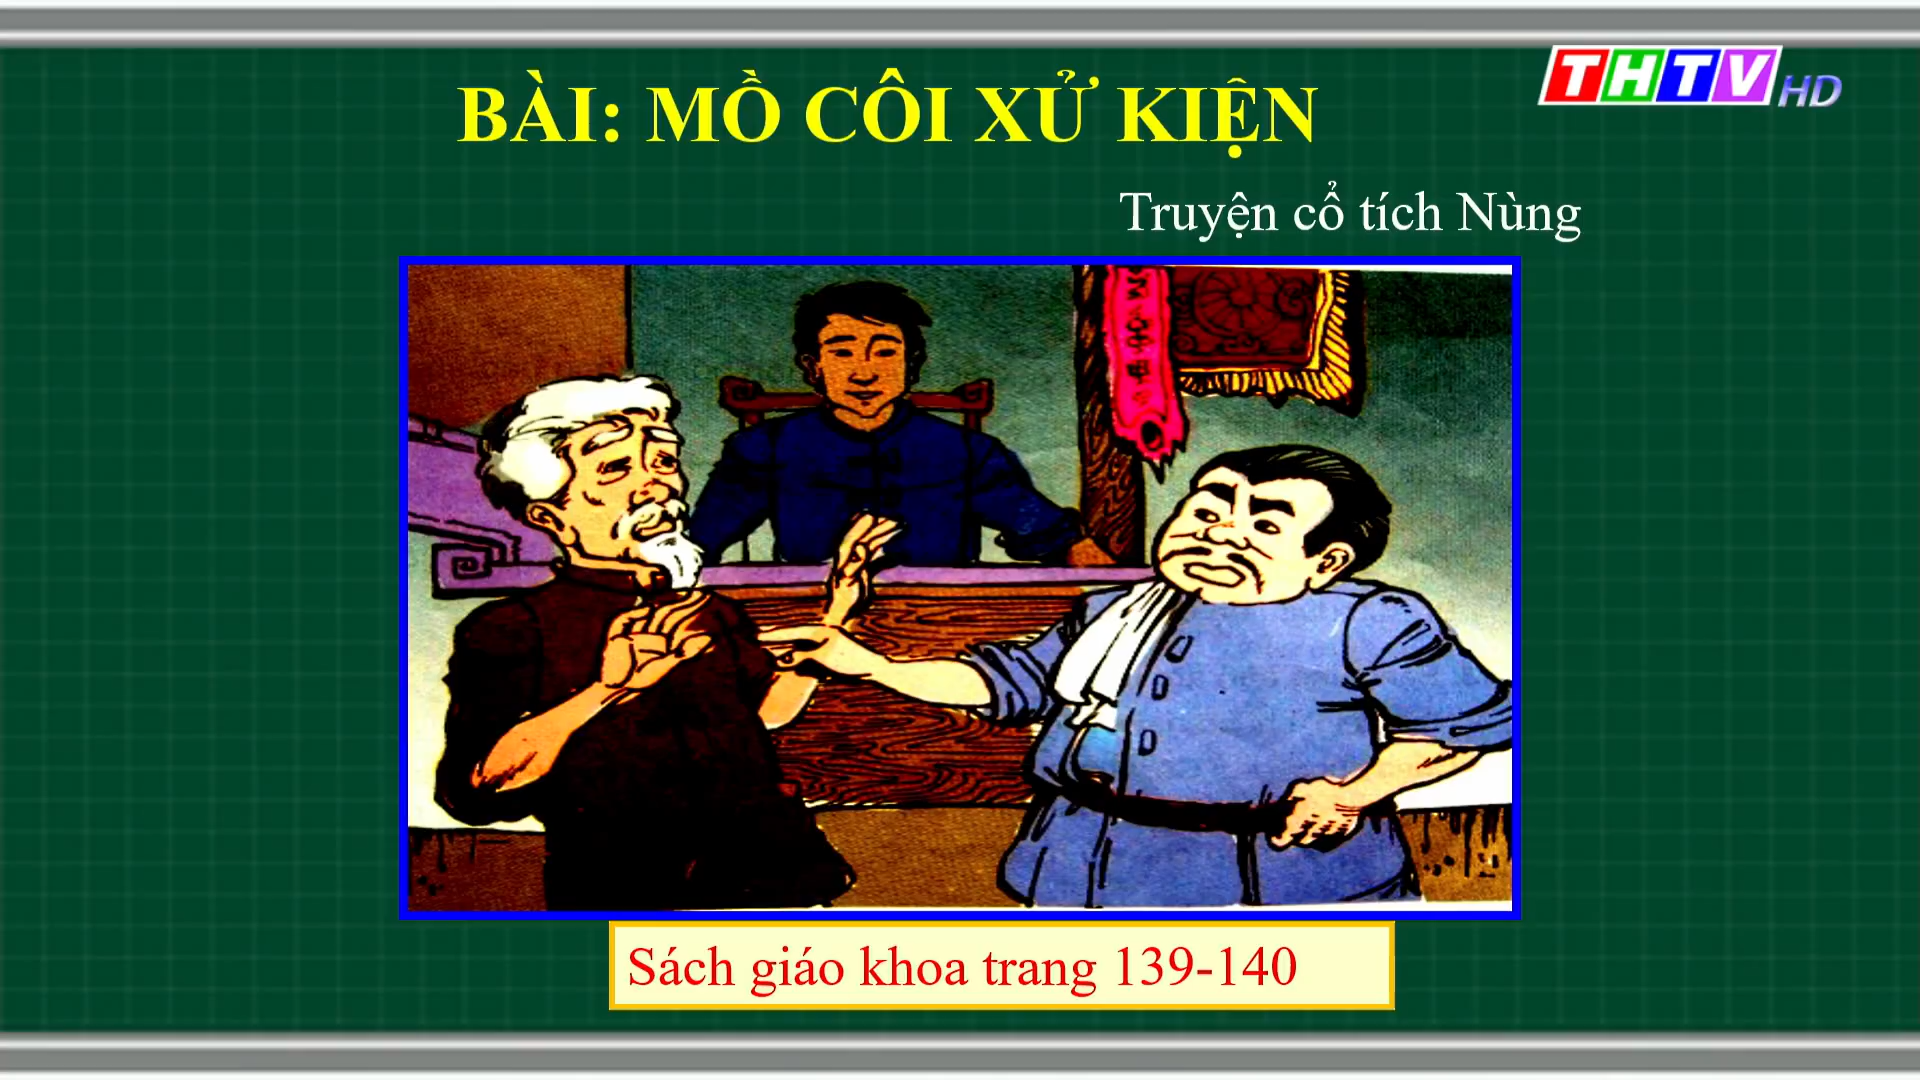 BÀI: MỒ CÔI XỬ KIỆN
THTV HD
Truyện cổ tích Nùng
Sách giáo khoa trang 139-140